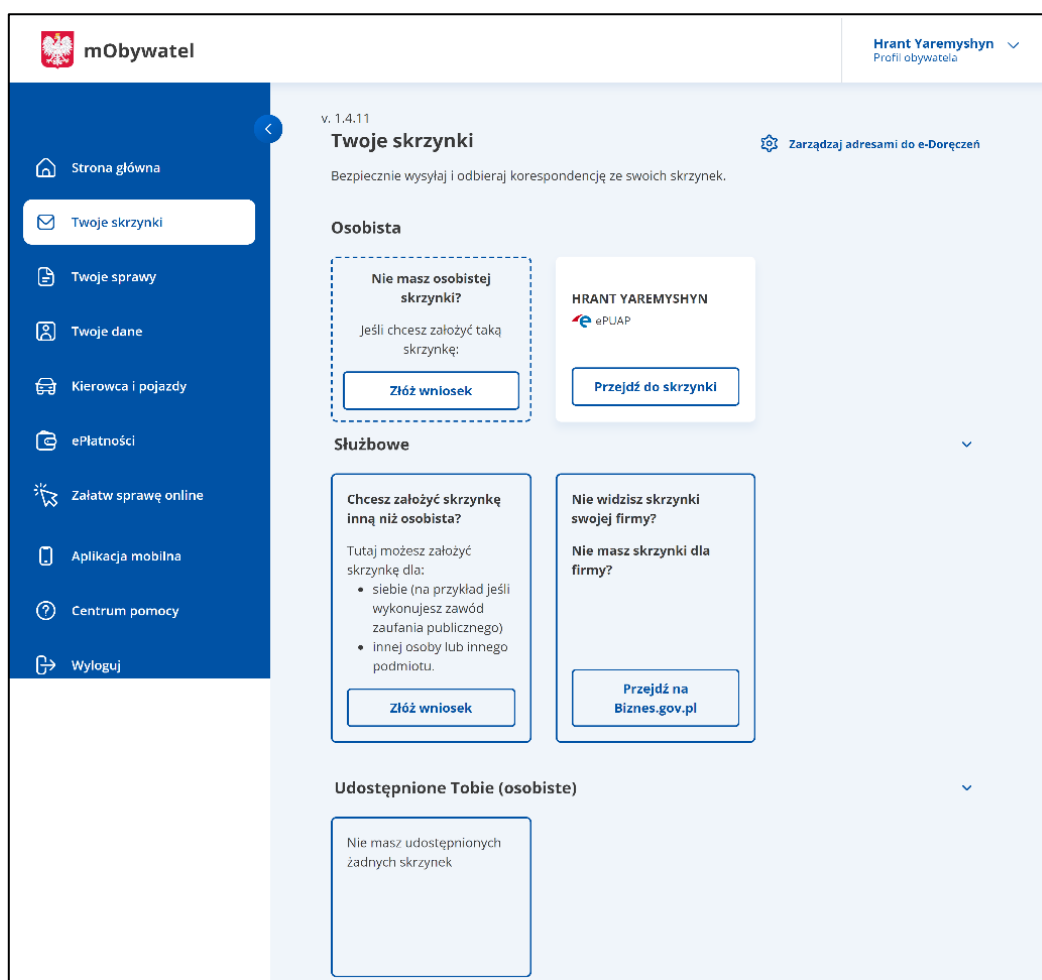 mObywatel
Hrant Yaremyshyn
Profil obywatela
Strona główna
Twoje skrzynki
Twoje sprawy
Twoje dane
Kierowca i pojazdy
ePłatności
Załatw sprawę online
Aplikacja mobilna
Centrum pomocy
Wyloguj
v. 1.4.11
Twoje skrzynki
Zarządzaj adresami do e-Doręczeń
Bezpiecznie wysyłaj i odbieraj korespondencję ze swoich skrzynek.
Osobista
Nie masz osobistej
skrzynki?
Jeśli chcesz założyć taką
skrzynkę:
Złóż wniosek
HRANT YAREMYSHYN
ePUAP
Przejdź do skrzynki
Służbowe
Chcesz założyć skrzynkę
inną niż osobista?
Tutaj możesz założyć
skrzynkę dla:
• siebie (na przykład jeśli
wykonujesz zawód
zaufania publicznego)
• innej osoby lub innego
podmiotu.
Złóż wniosek
Nie widzisz skrzynki
swojej firmy?
Nie masz skrzynki dla
firmy?
Przejdź na
Biznes.gov.pl
Udostępnione Tobie (osobiste)
Nie masz udostępnionych
żadnych skrzynek